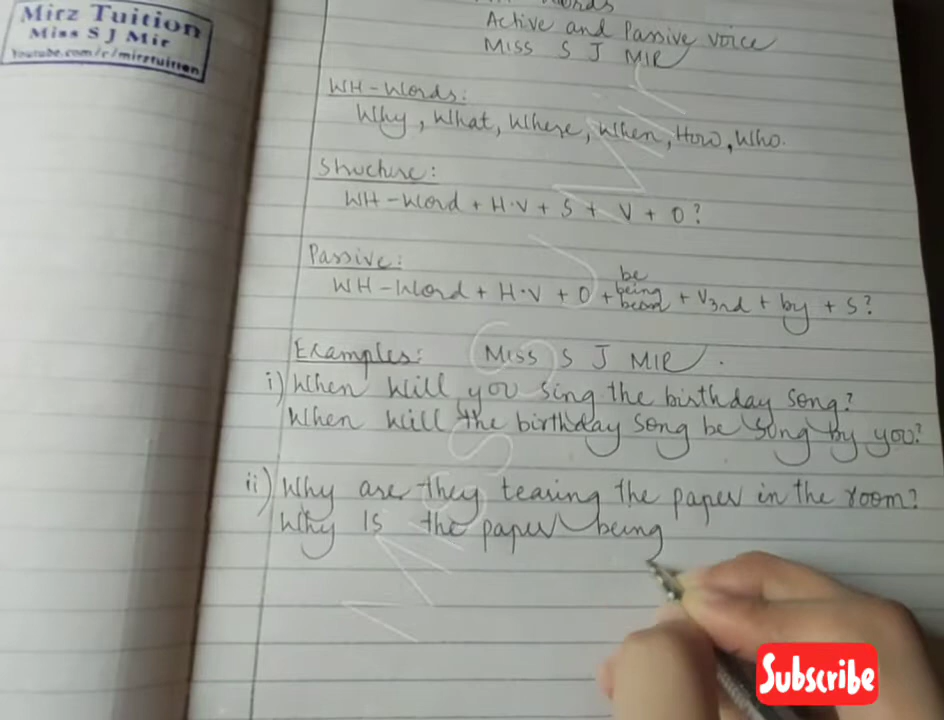 Mirz Tuition
Miss S J Mir
Youtube.com/c/mirztuition
Words
Active and Passive Voice
Miss S J MIR
WH-Words:
Why, What, Where, When, How, Who.
Structure:
WH-Word + H.V + S + V + O?
Passive:
be
being
WH-Word + H.V + O + been + V3rd + by + S?
Examples: Miss S J MIR.
i) When will you sing the birthday song?
When will the birthday song be sung by you?
ii) Why are they tearing the paper in the room?
Why Is the paper being
Subscribe